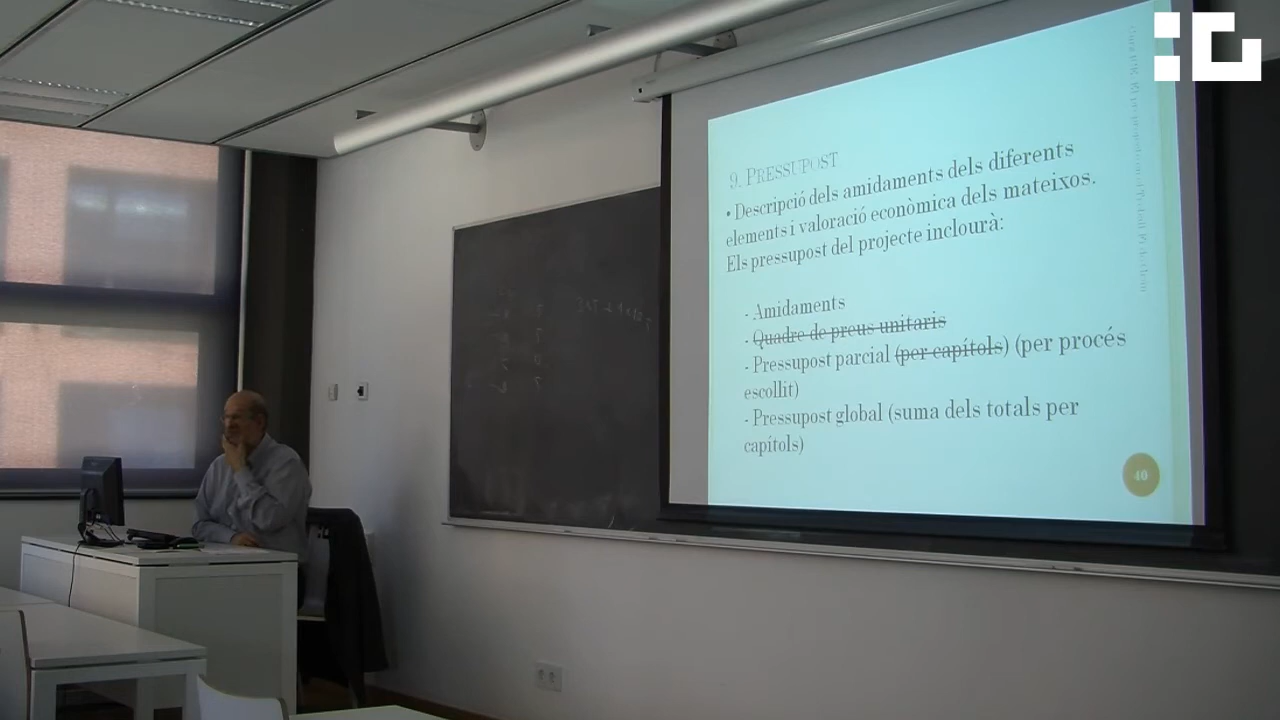 9. PRESSUPOST
• Descripció dels amidaments dels diferents
elements i valoració econòmica dels mateixos.
Els pressupost del projecte inclourà:
- Amidaments
- Quadre de preus unitaris
- Pressupost parcial (per capítols) (per procés
escollit)
- Pressupost global (suma dels totals per
capítols)
40